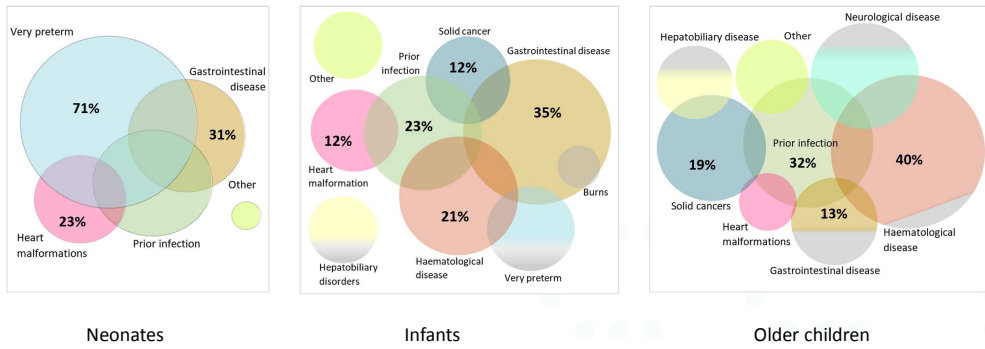 Very preterm
71%
Gastrointestinal
disease
31%
23%
Heart
malformations
Prior infection
Other
Neonates
Other
Prior
infection
Solid cancer
12%
Gastrointestinal disease
35%
23%
12%
Heart
malformation
Burns
21%
Hepatobiliary
disorders
Haematological
disease
Very preterm
Infants
Hepatobiliary disease
Other
Neurological disease
Prior infection
32%
19%
40%
Solid cancers
13%
Heart
malformations
Haematological
disease
Gastrointestinal disease
Older children